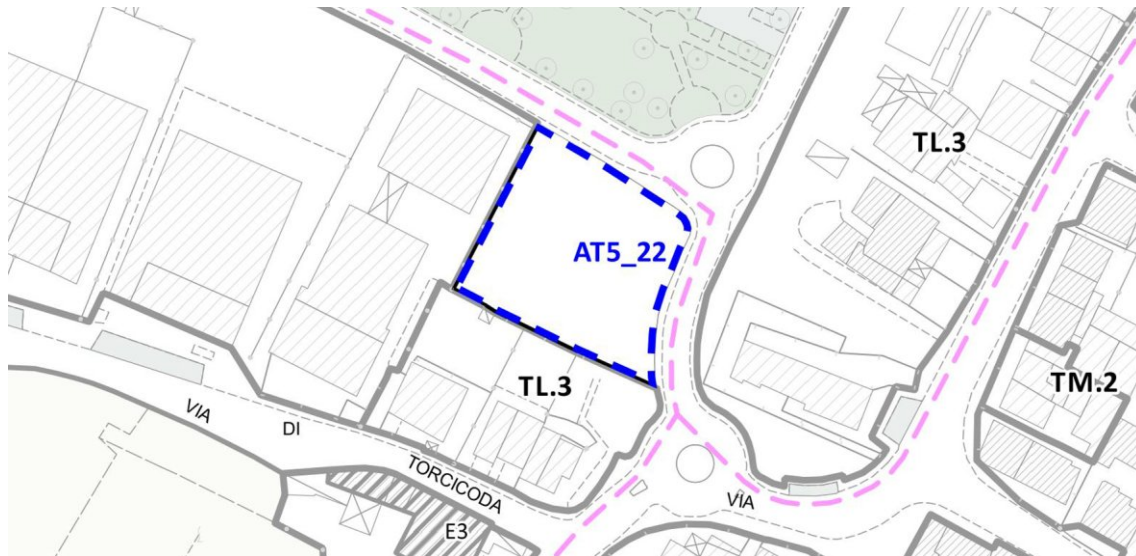 TL.3
AT5_22
TL.3
TM.2
VIA DI TORCICODA
VIA
E3